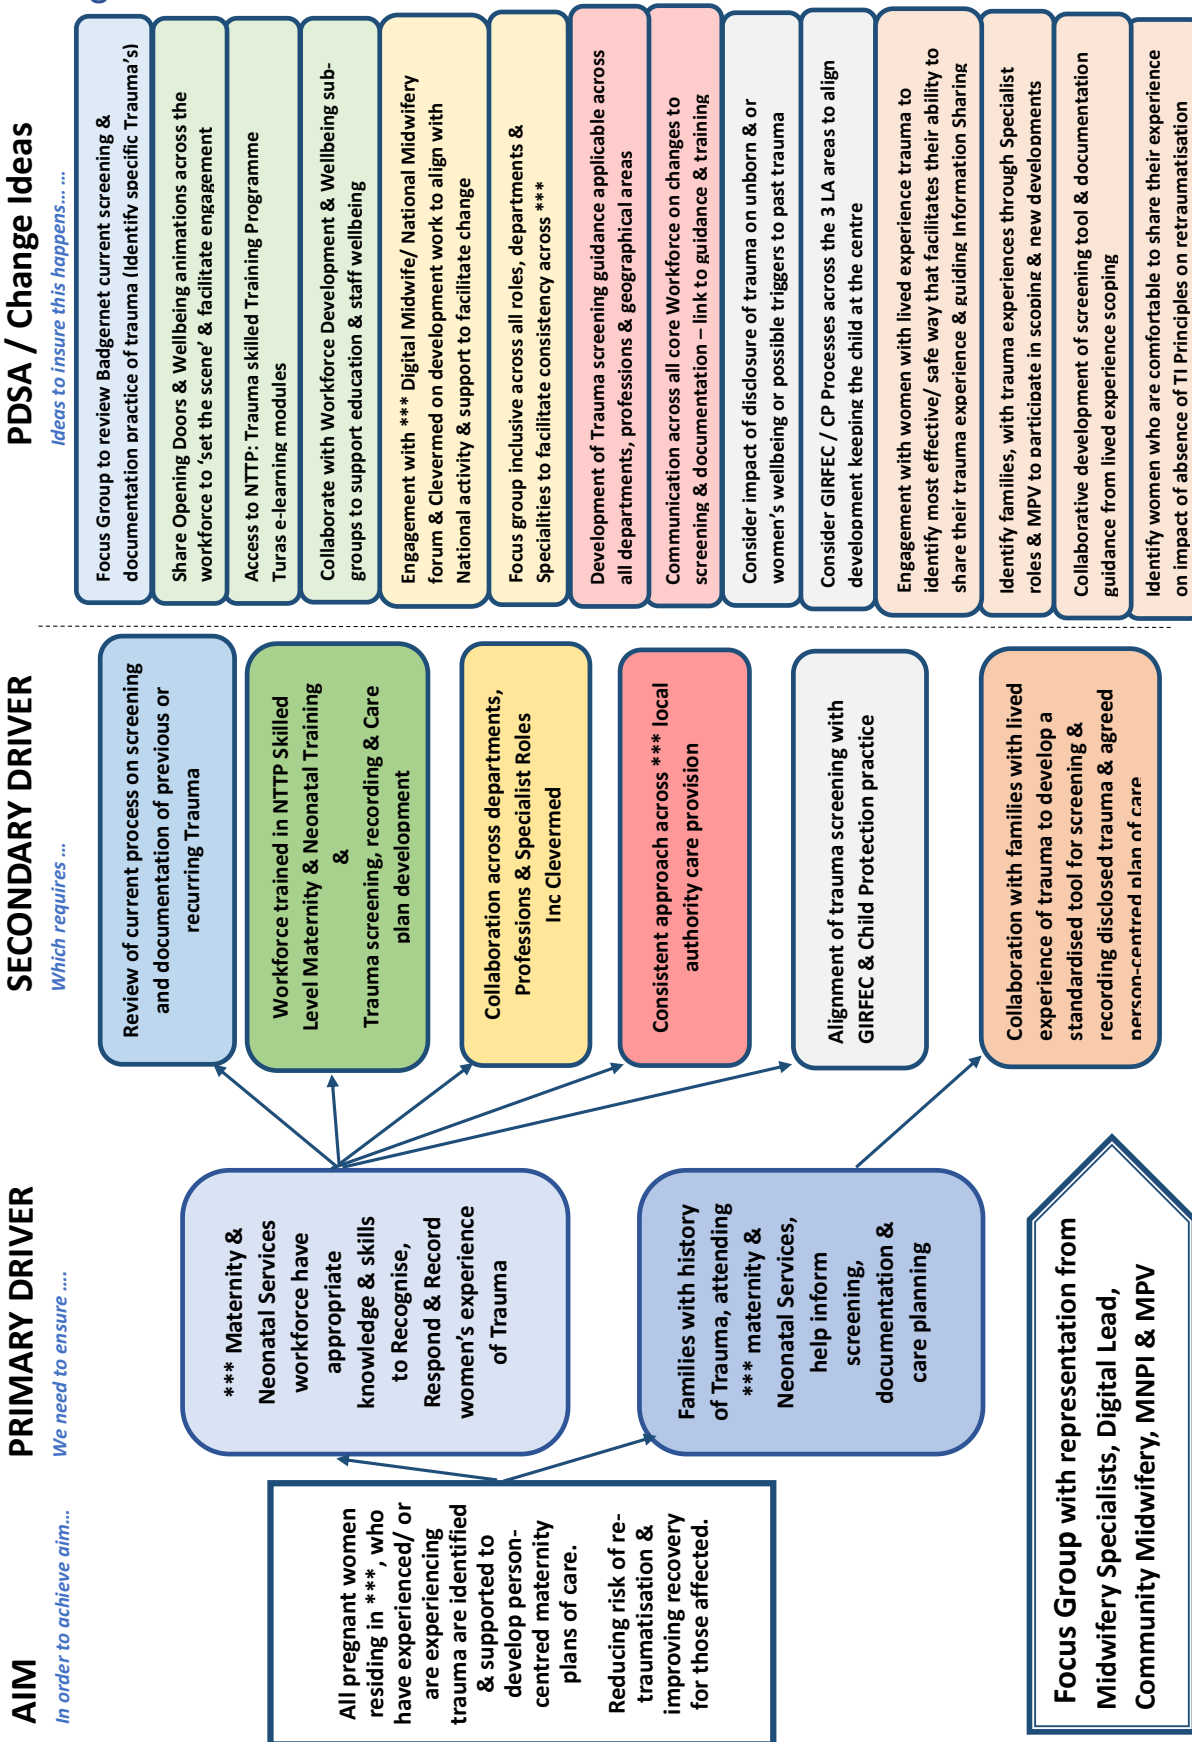 AIM
In order to achieve aim...
All pregnant women
residing in ***, who
have experienced/ or
are experiencing
trauma are identified
& supported to
develop person-
centred maternity
plans of care.
Reducing risk of re-
traumatisation &
improving recovery
for those affected.
PRIMARY DRIVER
We need to ensure ....
*** Maternity &
Neonatal Services
workforce have
appropriate
knowledge & skills
to Recognise,
Respond & Record
women's experience
of Trauma
Families with history
of Trauma, attending
*** maternity &
Neonatal Services,
help inform
screening,
documentation &
care planning
Focus Group with representation from
Midwifery Specialists, Digital Lead,
Community Midwifery, MNPI & MPV
SECONDARY DRIVER
Which requires ...
Review of current process on screening
and documentation of previous or
recurring Trauma
Workforce trained in NTTP Skilled
Level Maternity & Neonatal Training
&
Trauma screening, recording & Care
plan development
Collaboration across departments,
Professions & Specialist Roles
Inc Clevermed
Consistent approach across *** local
authority care provision
Alignment of trauma screening with
GIRFEC & Child Protection practice
Collaboration with families with lived
experience of trauma to develop a
standardised tool for screening &
recording disclosed trauma & agreed
person-centred plan of care
PDSA / Change Ideas
Ideas to insure this happens... ...
Focus Group to review Badgernet current screening &
documentation practice of trauma (Identify specific Trauma's)
Share Opening Doors & Wellbeing animations across the
workforce to 'set the scene' & facilitate engagement
Access to NTTP: Trauma skilled Training Programme
Turas e-learning modules
Collaborate with Workforce Development & Wellbeing sub-
groups to support education & staff wellbeing
Engagement with *** Digital Midwife/ National Midwifery
forum & Clevermed on development work to align with
National activity & support to facilitate change
Focus group inclusive across all roles, departments &
Specialities to facilitate consistency across ***
Development of Trauma screening guidance applicable across
all departments, professions & geographical areas
Communication across all core Workforce on changes to
screening & documentation – link to guidance & training
Consider impact of disclosure of trauma on unborn & or
women's wellbeing or possible triggers to past trauma
Consider GIRFEC / CP Processes across the 3 LA areas to align
development keeping the child at the centre
Engagement with women with lived experience trauma to
identify most effective/ safe way that facilitates their ability to
share their trauma experience & guiding Information Sharing
Identify families, with trauma experiences through Specialist
roles & MPV to participate in scoping & new developments
Collaborative development of screening tool & documentation
guidance from lived experience scoping
Identify women who are comfortable to share their experience
on impact of absence of TI Principles on retraumatisation